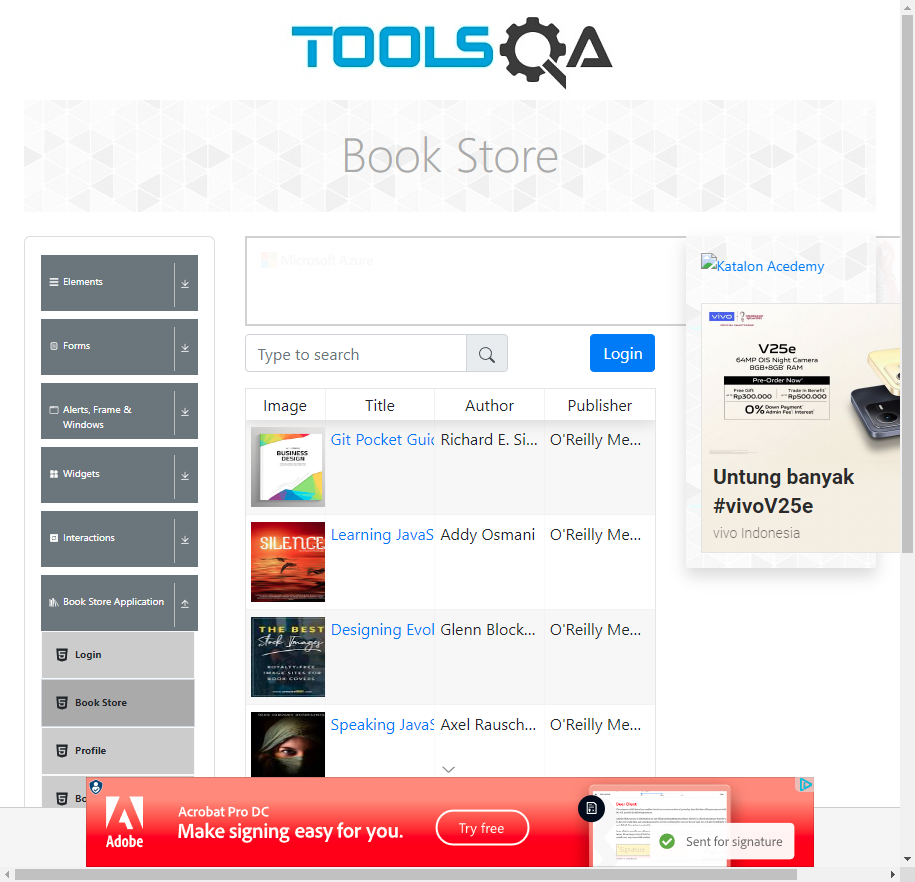 TOOLSQA
Book Store
Elements
Forms
Alerts, Frame &
Windows
Widgets
Interactions
Book Store Application
Login
Book Store
Profile
Microsoft Azure
Type to search
Login
Image Title Author Publisher
BUSINESS
DESIGN
Git Pocket Guid Richard E. Si... O'Reilly Me...
SILENCE
Learning JavaS Addy Osmani O'Reilly Me...
THE BEST
Stock Images
ROYALTY-FREE
IMAGE SITES FOR
BOOK COVERS
Designing Evol Glenn Block... O'Reilly Me...
Speaking JavaS Axel Rausch... O'Reilly Me...
Katalon Acedemy
vivo
V25e
64MP OIS Night Camera
8GB+8GB RAM
Pre-Order Now
Free Gift
Rp300.000
Trade in Benefit
Rp500.000
0% Down Payment
Admin Fee Interest
Untung banyak
#vivoV25e
vivo Indonesia
Adobe
Acrobat Pro DC
Make signing easy for you.
Try free
Dear Client
Signature
Sent for signature